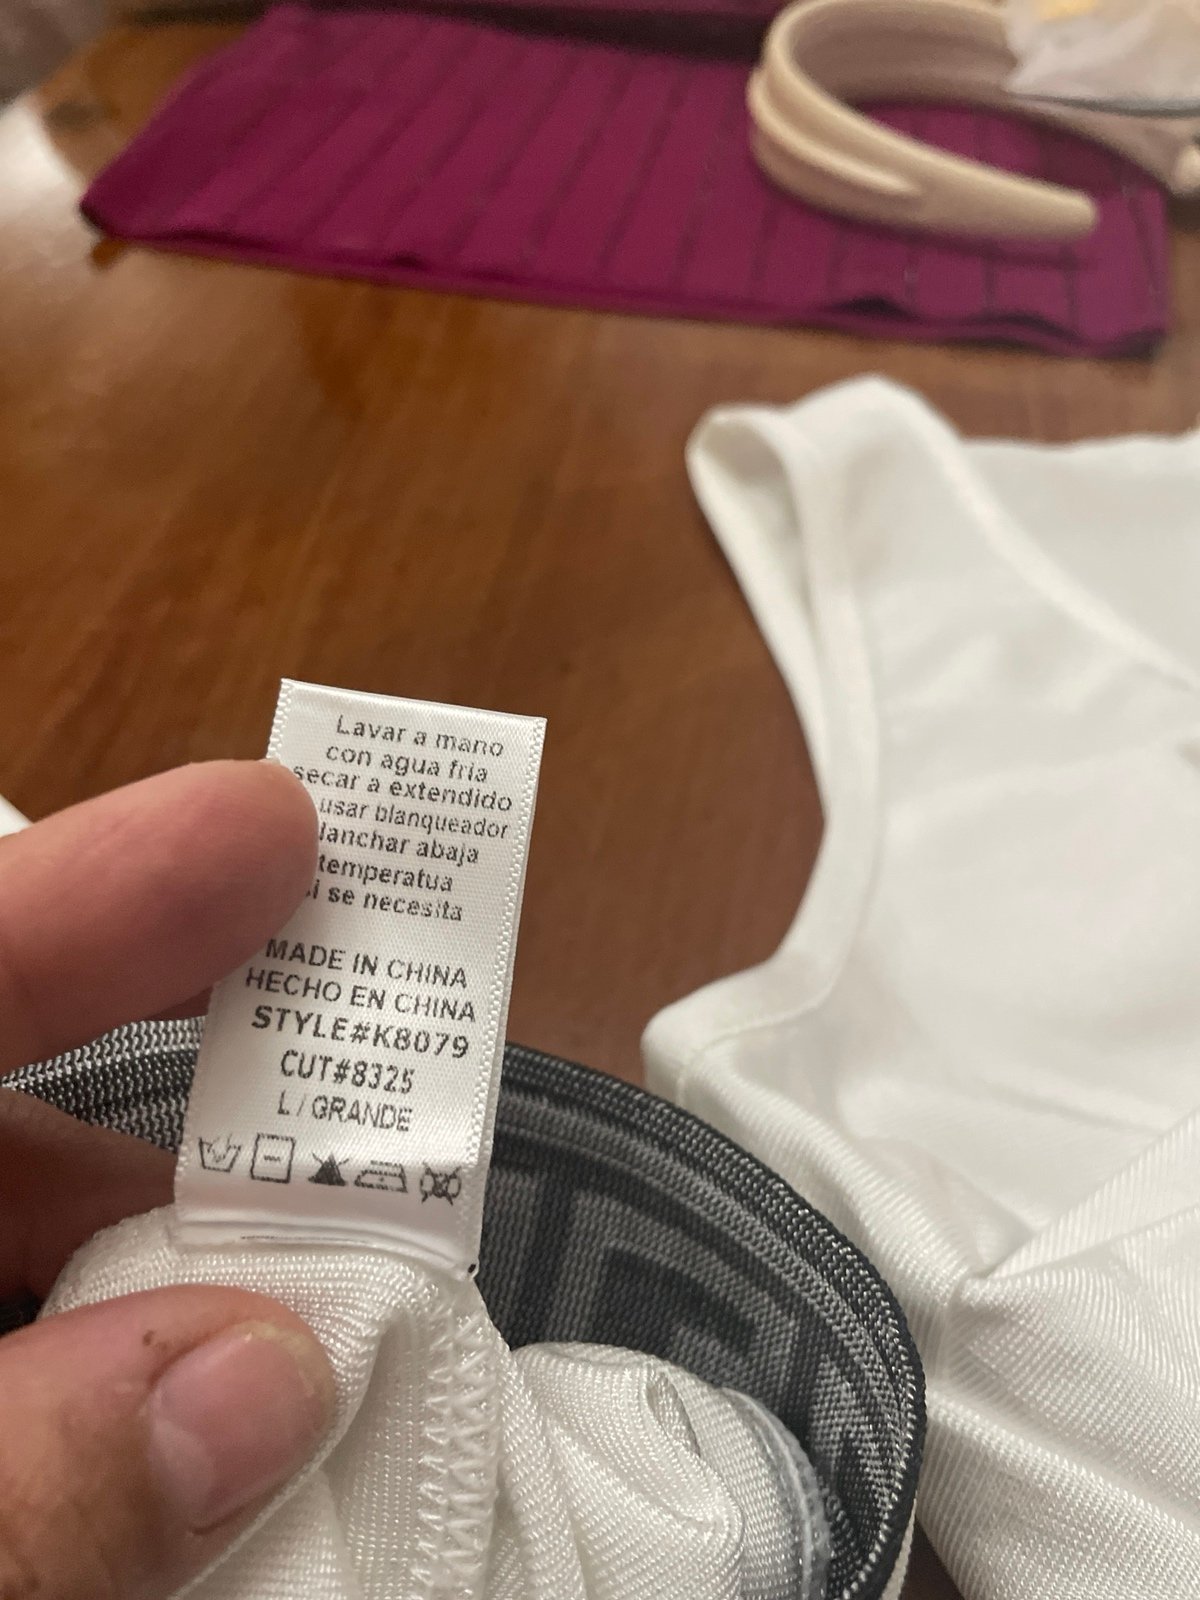 Lavar a mano
con agua fria
secar a extendido
usar blanqueador
lanchar abaja
temperatua
i se necesita
MADE IN CHINA
HECHO EN CHINA
STYLE#K8079
CUT#8325
L/GRANDE